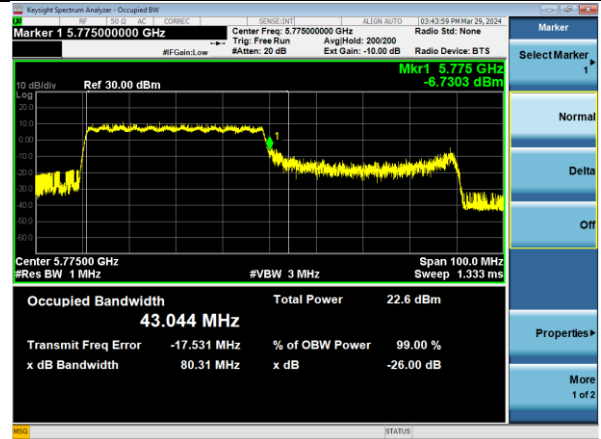 Keysight Spectrum Analyzer - Occupied BW
RF 50 Ω AC CORREC SENSE:INT ALIGN AUTO 03:43:59 PM Mar 29, 2024
Marker 1 5.775000000 GHz
Center Freq: 5.775000000 GHz
Radio Std: None
Trig: Free Run Avg|Hold: 200/200
#IFGain:Low #Atten: 20 dB Ext Gain: -10.00 dB Radio Device: BTS
Mkr1 5.775 GHz
-6.7303 dBm
10 dB/div Ref 30.00 dBm
Log
20.0
10.0
0.00
-10.0
-20.0
-30.0
-40.0
-50.0
-60.0
1
Center 5.77500 GHz Span 100.0 MHz
#Res BW 1 MHz #VBW 3 MHz Sweep 1.333 ms
Occupied Bandwidth Total Power 22.6 dBm
43.044 MHz
Transmit Freq Error -17.531 MHz % of OBW Power 99.00 %
x dB Bandwidth 80.31 MHz x dB -26.00 dB
MSG STATUS
Marker
Select Marker
1
Normal
Delta
Off
Properties
More
1 of 2